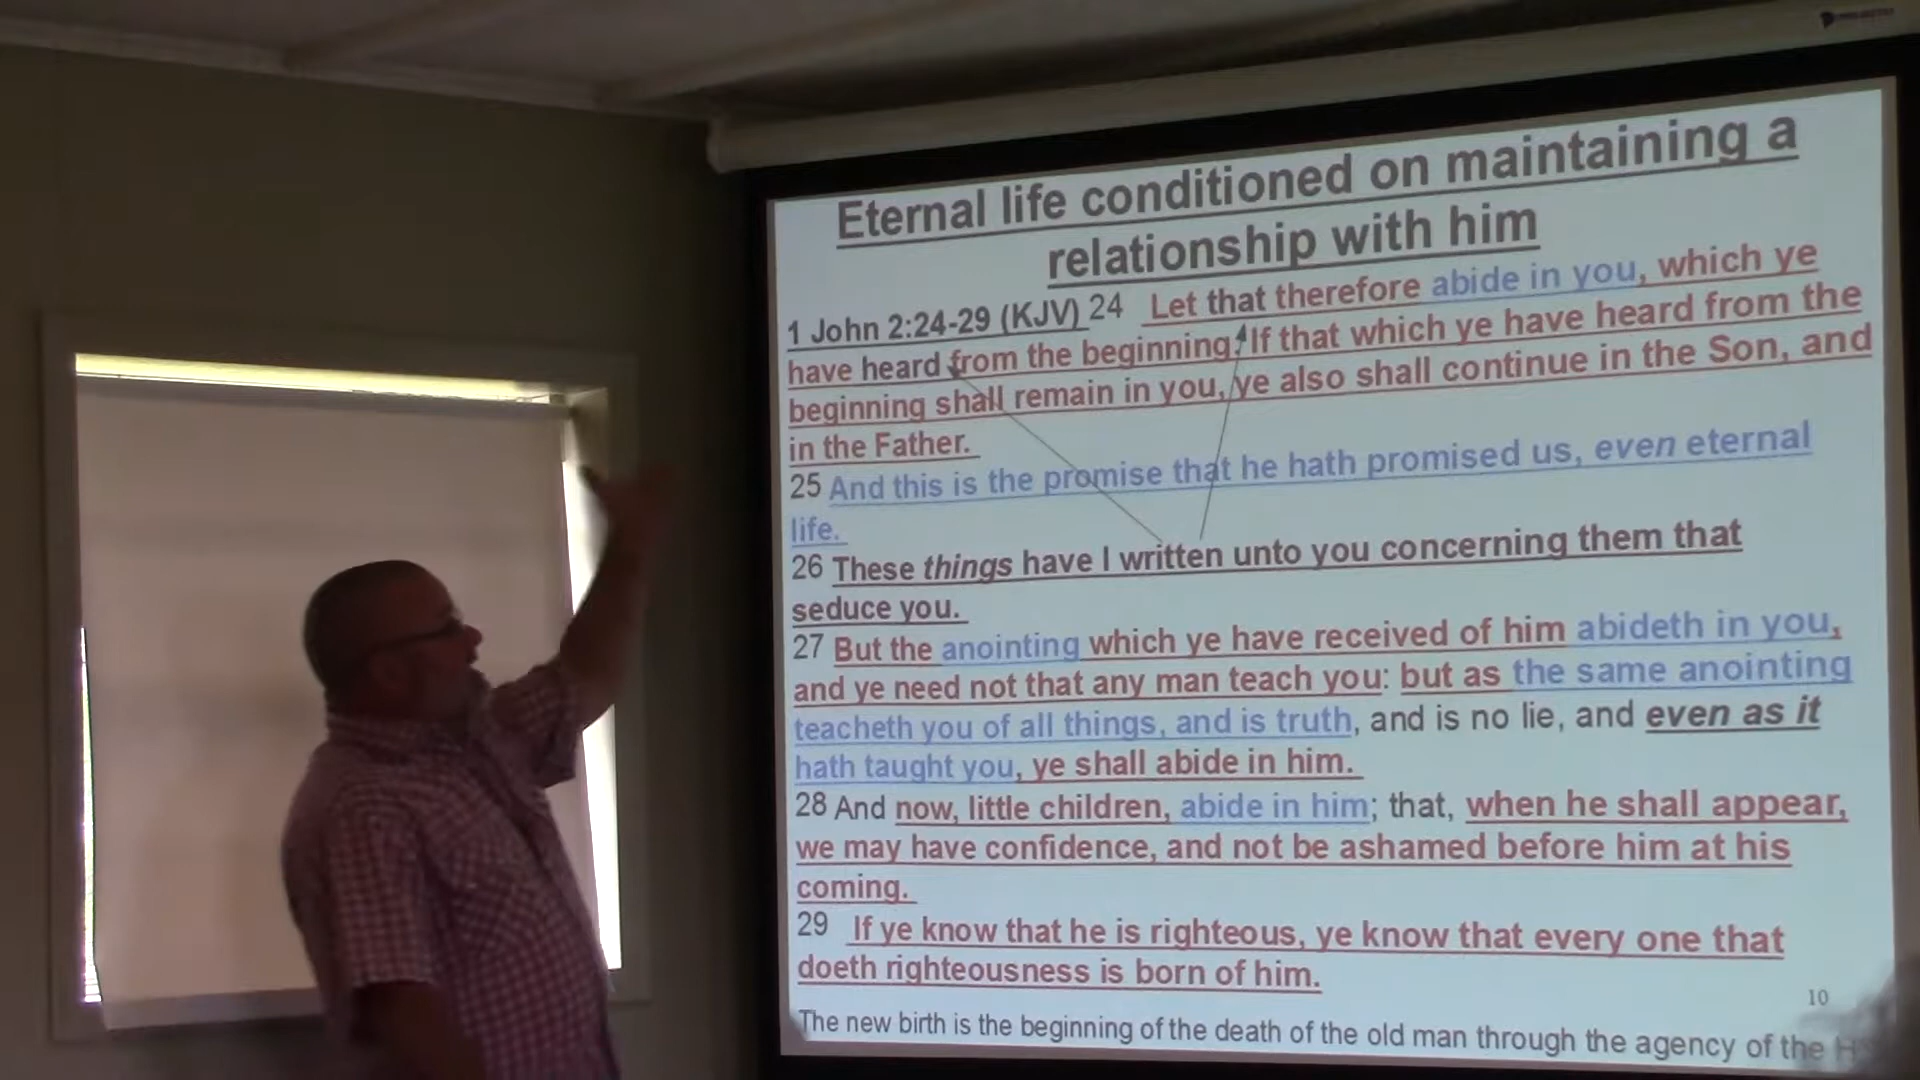 Eternal life conditioned on maintaining a
relationship with him
1 John 2:24-29 (KJV) 24 Let that therefore abide in you, which ye
have heard from the beginning. If that which ye have heard from the
beginning shall remain in you, ye also shall continue in the Son, and
in the Father.
25 And this is the promise that he hath promised us, even eternal
life.
26 These things have I written unto you concerning them that
seduce you.
27 But the anointing which ye have received of him abideth in you,
and ye need not that any man teach you: but as the same anointing
teacheth you of all things, and is truth, and is no lie, and even as it
hath taught you, ye shall abide in him.
28 And now, little children, abide in him; that, when he shall appear,
we may have confidence, and not be ashamed before him at his
coming.
29 If ye know that he is righteous, ye know that every one that
doeth righteousness is born of him.
10
The new birth is the beginning of the death of the old man through the agency of the